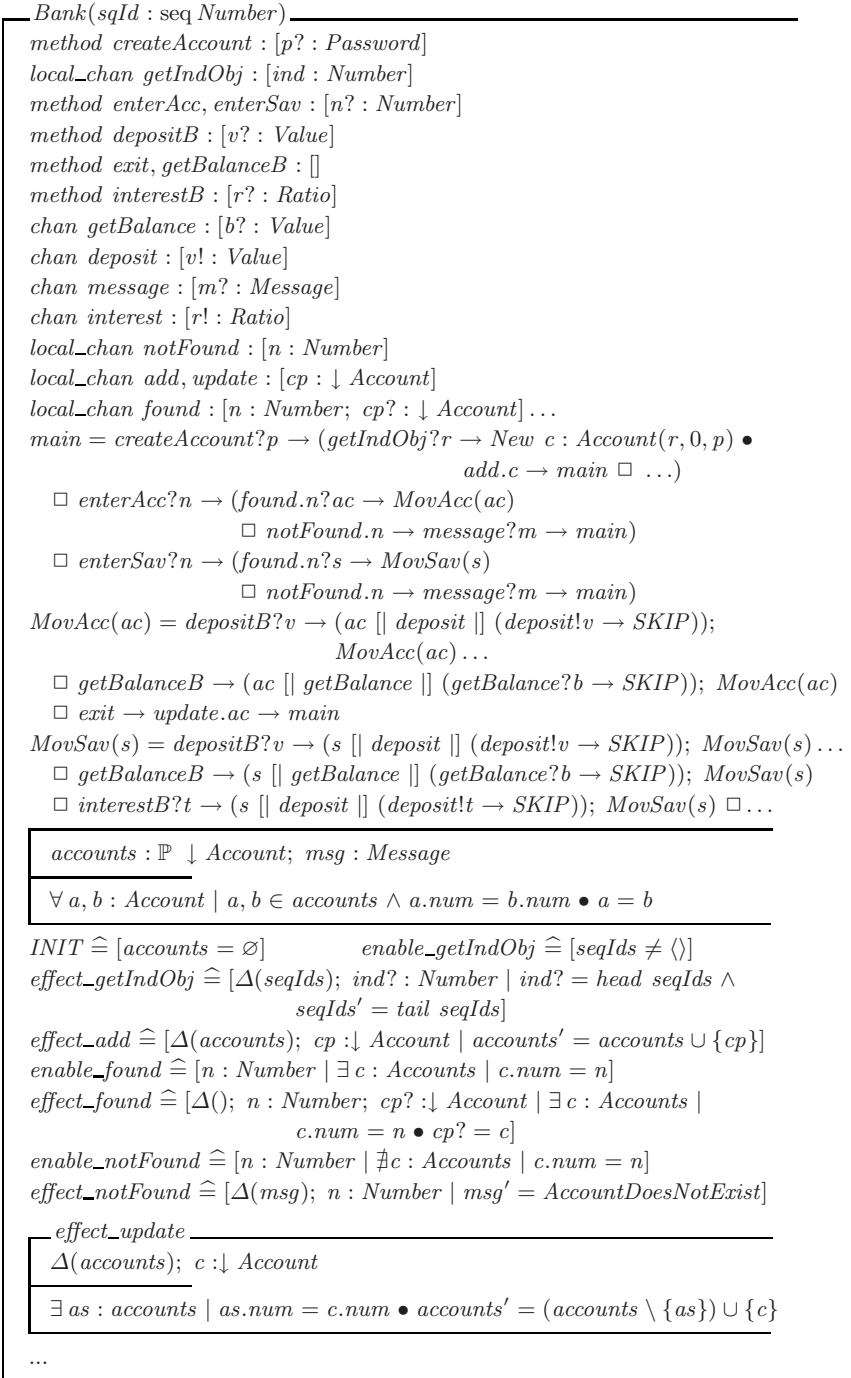 Bank(sqId : seq Number)
method createAccount : [p? : Password]
local_chan getIndObj : [ind : Number]
method enterAcc, enterSav : [n? : Number]
method depositB : [v? : Value]
method exit, getBalanceB : []
method interestB : [r? : Ratio]
chan getBalance : [b? : Value]
chan deposit : [v! : Value]
chan message : [m? : Message]
chan interest : [r! : Ratio]
local_chan notFound : [n : Number]
local_chan add, update : [cp : ↓ Account]
local_chan found : [n : Number; cp? : ↓ Account] . . .
main = createAccount?p → (getIndObj?r → New c : Account(r, 0, p) •
add.c → main □ . . .)
□ enterAcc?n → (found.n?ac → MovAcc(ac)
□ notFound.n → message?m → main)
□ enterSav?n → (found.n?s → MovSav(s)
□ notFound.n → message?m → main)
MovAcc(ac) = depositB?v → (ac [| deposit |] (deposit!v → SKIP));
MovAcc(ac) . . .
□ getBalanceB → (ac [| getBalance |] (getBalance?b → SKIP)); MovAcc(ac)
□ exit → update.ac → main
MovSav(s) = depositB?v → (s [| deposit |] (deposit!v → SKIP)); MovSav(s) . . .
□ getBalanceB → (s [| getBalance |] (getBalance?b → SKIP)); MovSav(s)
□ interestB?t → (s [| deposit |] (deposit!t → SKIP)); MovSav(s) □ . . .
accounts : ℙ ↓ Account; msg : Message
∀ a, b : Account | a, b ∈ accounts ∧ a.num = b.num • a = b
INIT ≙ [accounts = ∅] enable_getIndObj ≙ [seqIds ≠ ⟨⟩]
effect_getIndObj ≙ [Δ(seqIds); ind? : Number | ind? = head seqIds ∧
seqIds′ = tail seqIds]
effect_add ≙ [Δ(accounts); cp :↓ Account | accounts′ = accounts ∪ {cp}]
enable_found ≙ [n : Number | ∃ c : Accounts | c.num = n]
effect_found ≙ [Δ(); n : Number; cp? :↓ Account | ∃ c : Accounts |
c.num = n • cp? = c]
enable_notFound ≙ [n : Number | ∄c : Accounts | c.num = n]
effect_notFound ≙ [Δ(msg); n : Number | msg′ = AccountDoesNotExist]
effect_update
Δ(accounts); c :↓ Account
∃ as : accounts | as.num = c.num • accounts′ = (accounts \ {as}) ∪ {c}
...